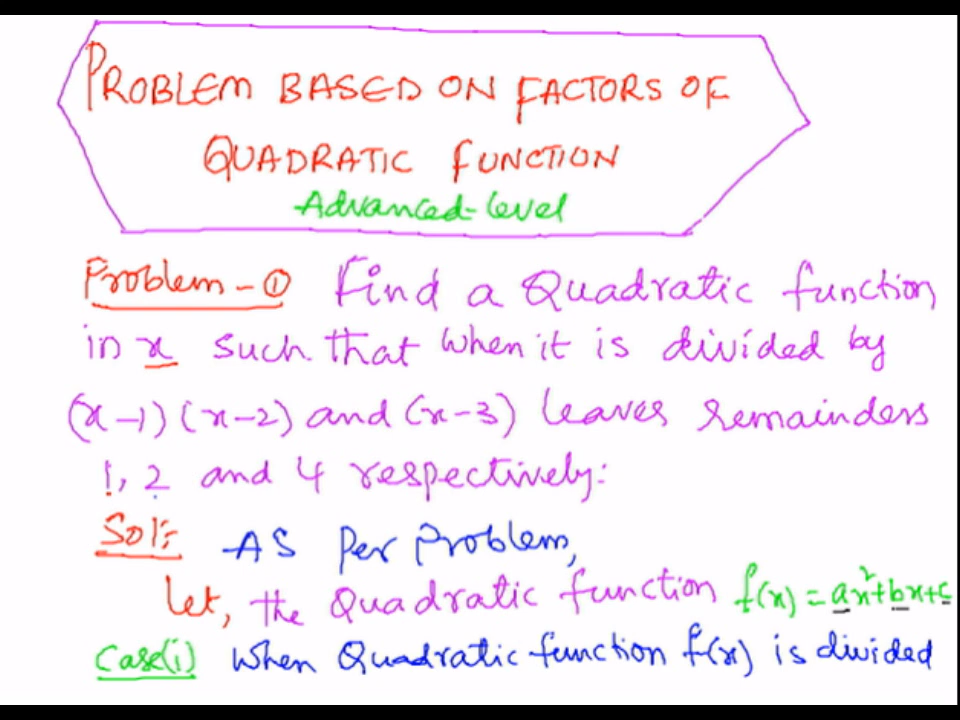 PROBLEM BASED ON FACTORS OF
QUADRATIC FUNCTION
Advanced-level
Problem-① Find a Quadratic function
in x such that when it is divided by
(x-1) (x-2) and (x-3) leaves remainders
1, 2 and 4 respectively:
Sol:- As per problem,
Let, the Quadratic function f(x) = ax²+bx+c
Case(i) when Quadratic function f(x) is divided